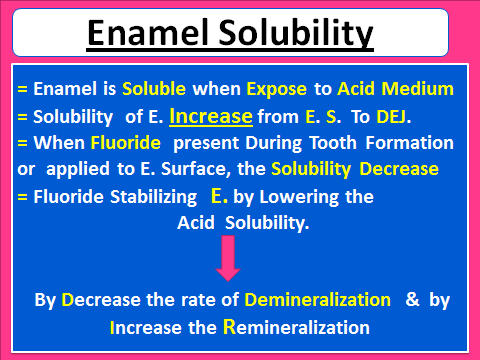 Enamel Solubility
= Enamel is Soluble when Expose to Acid Medium
= Solubility of E. Increase from E. S. To DEJ.
= When Fluoride present During Tooth Formation
or applied to E. Surface, the Solubility Decrease
= Fluoride Stabilizing E. by Lowering the
Acid Solubility.
By Decrease the rate of Demineralization & by
Increase the Remineralization